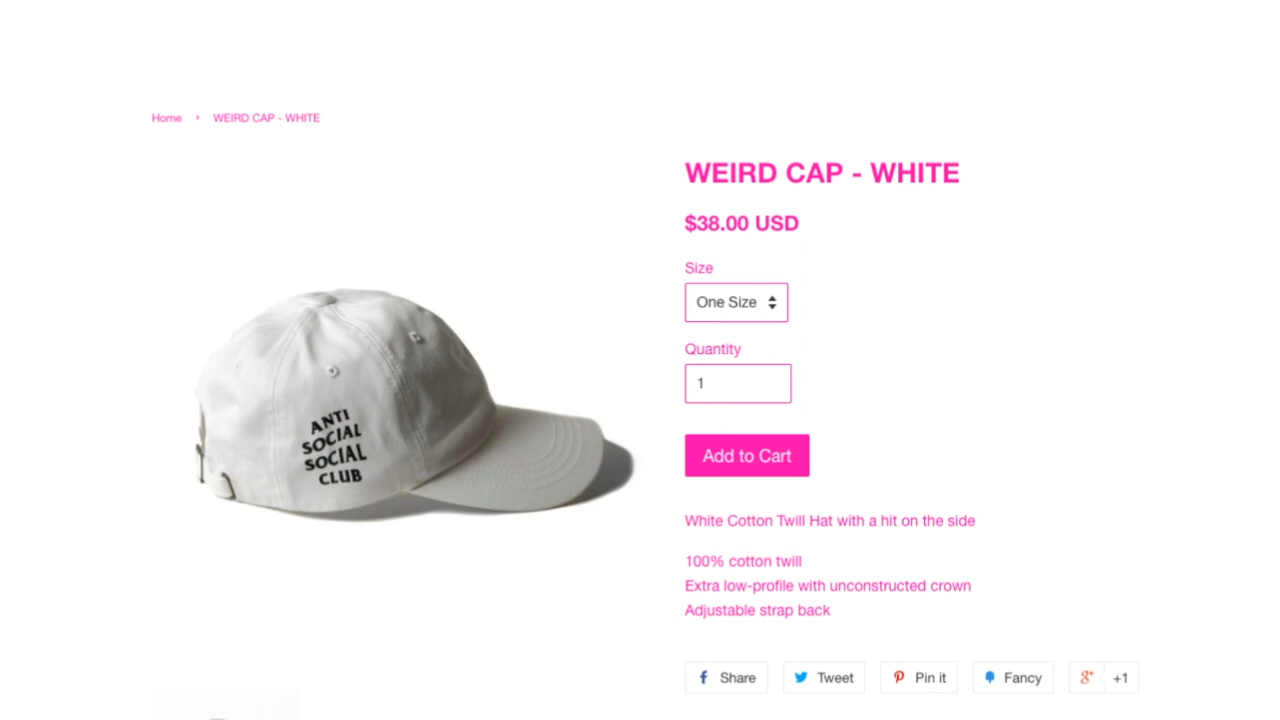 Home › WEIRD CAP - WHITE
WEIRD CAP - WHITE
$38.00 USD
Size
One Size
Quantity
1
Add to Cart
White Cotton Twill Hat with a hit on the side
100% cotton twill
Extra low-profile with unconstructed crown
Adjustable strap back
Share Tweet Pin it Fancy g+ +1
ANTI
SOCIAL
SOCIAL
CLUB